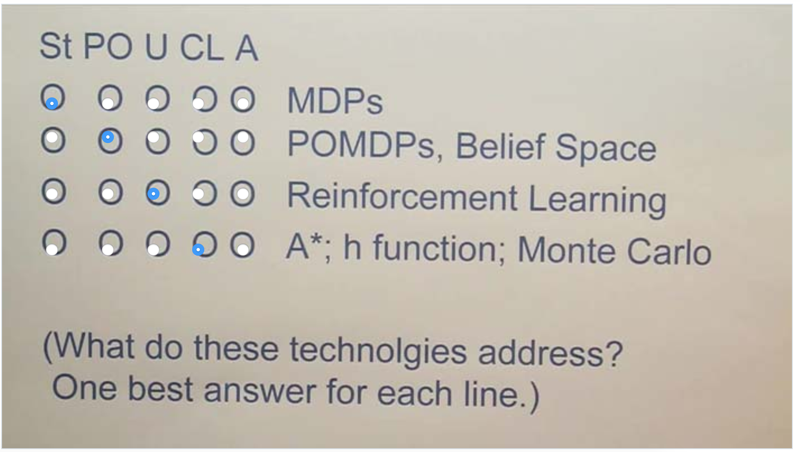 St PO U CL A
MDPs
POMDPs, Belief Space
Reinforcement Learning
A*; h function; Monte Carlo
(What do these technolgies address?
One best answer for each line.)